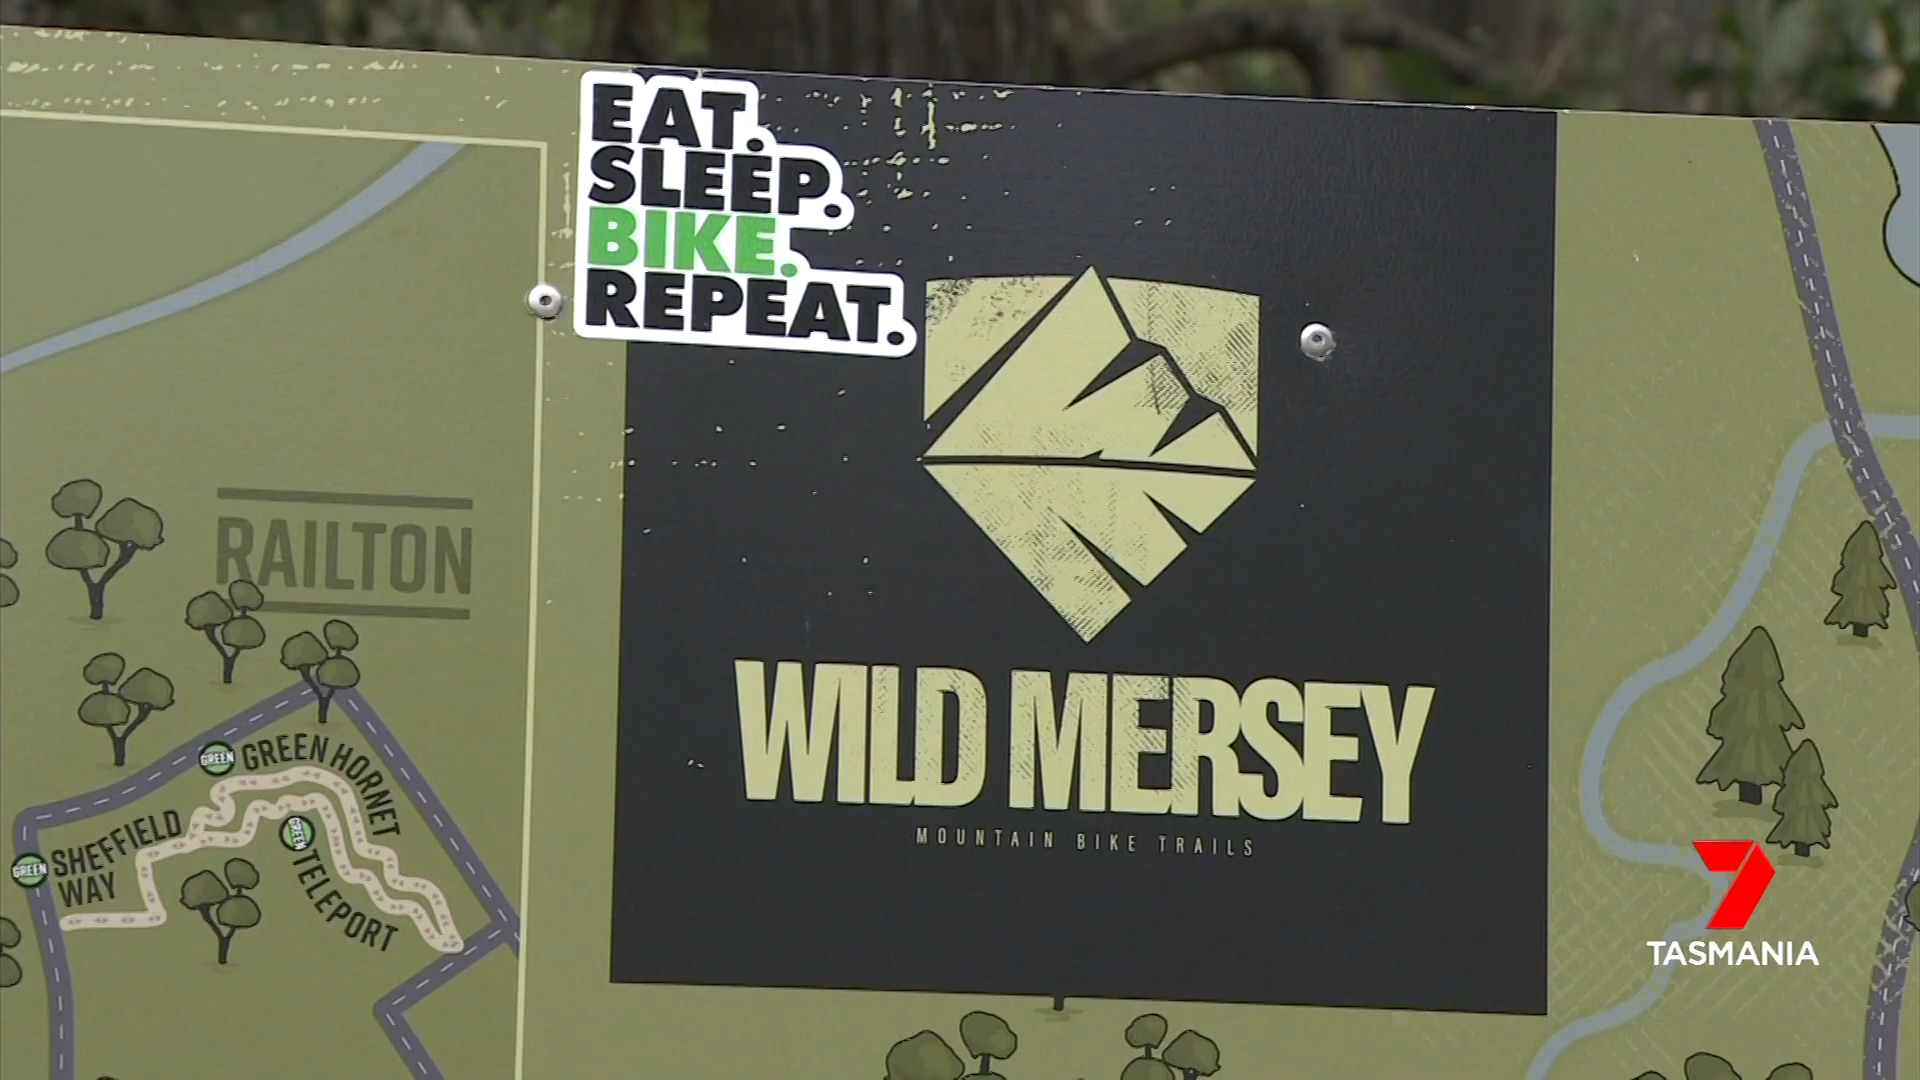 EAT.
SLEEP.
BIKE.
REPEAT.
RAILTON
WILD MERSEY
MOUNTAIN BIKE TRAILS
GREEN
GREEN HORNET
GREEN
SHEFFIELD
WAY
GREEN
TELEPORT
7
TASMANIA